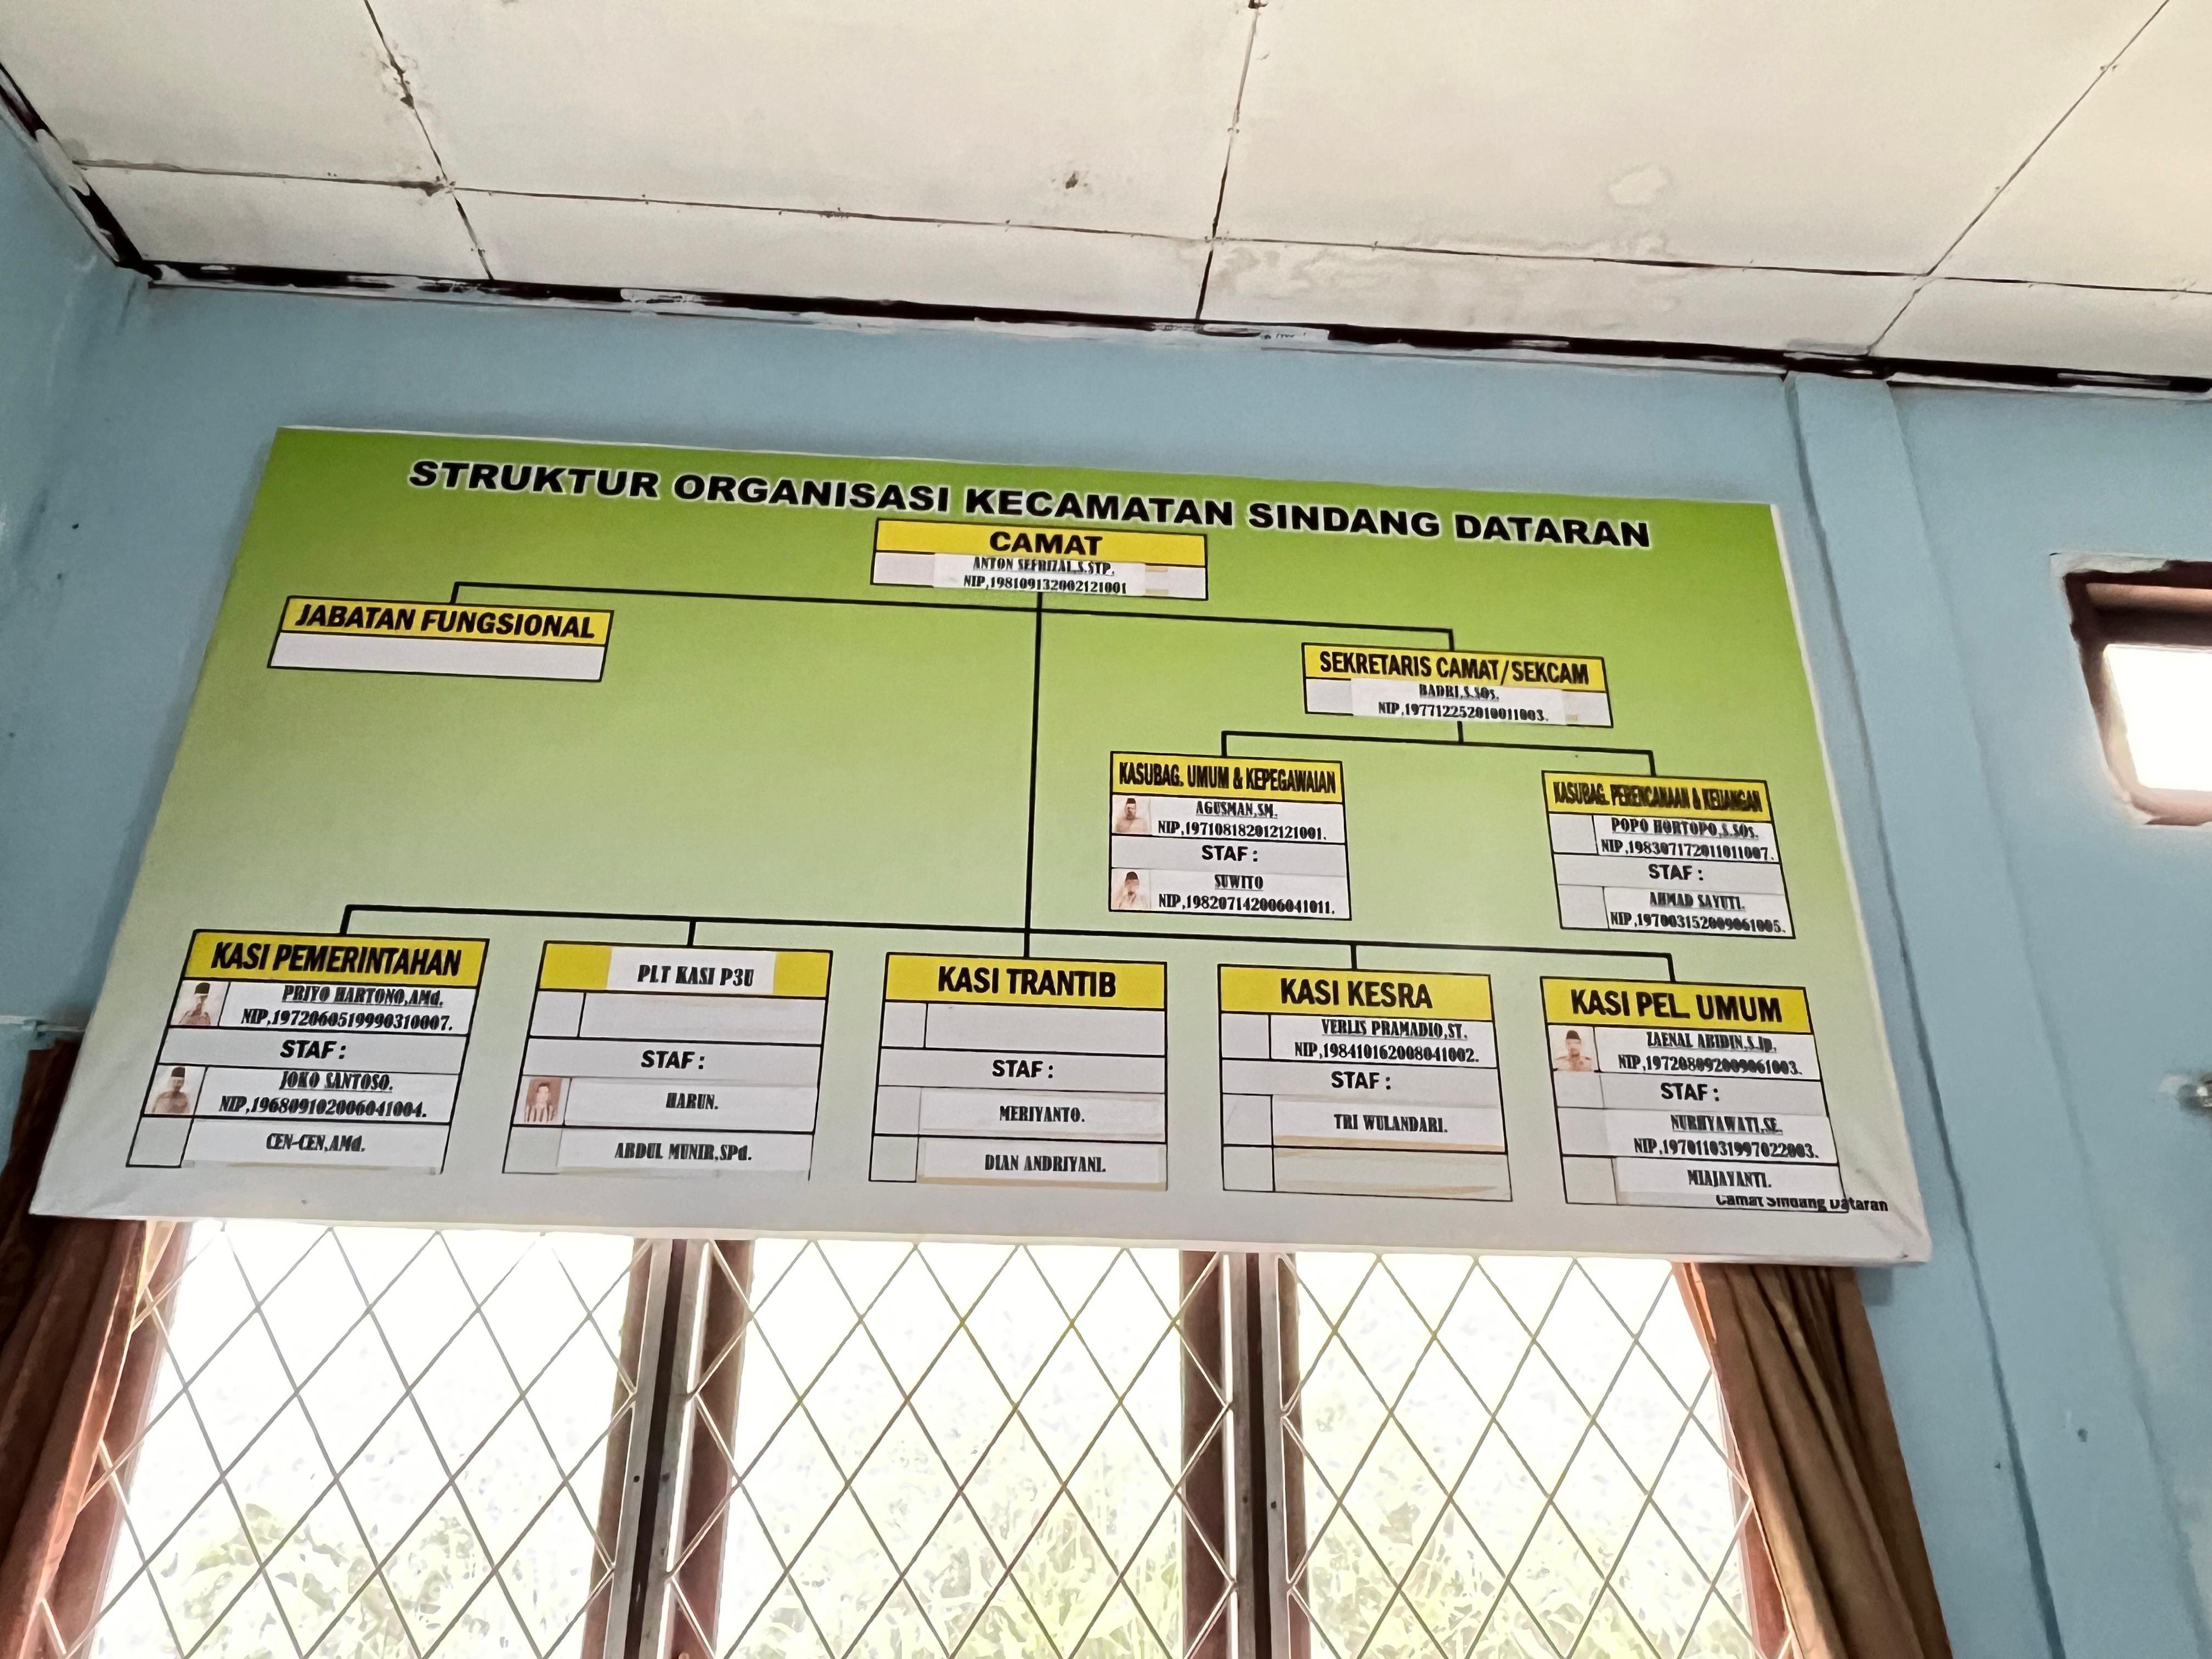 STRUKTUR ORGANISASI KECAMATAN SINDANG DATARAN
CAMAT
ANTON SEFRIZAL,S.STP.
NIP,198109132002121001
JABATAN FUNGSIONAL
SEKRETARIS CAMAT/SEKCAM
BADRI,S.SOs.
NIP,197712252010011003.
KASUBAG. UMUM & KEPEGAWAIAN
AGUSMAN,SM.
NIP,197108182012121001.
STAF :
SUWITO
NIP,198207142006041011.
KASUBAG. PERENCANAAN & KEUANGAN
POPO HORTOPO,S.SOs.
NIP,198307172011011007.
STAF :
AHMAD SAYUTI.
NIP,197003152009061005.
KASI PEMERINTAHAN
PRIYO HARTONO,AMd.
NIP,1972060519990310007.
STAF :
JOKO SANTOSO.
NIP,196809102006041004.
CEN-CEN,AMd.
PLT KASI P3U
STAF :
HARUN.
ABDUL MUNIR,SPd.
KASI TRANTIB
STAF :
MERIYANTO.
DIAN ANDRIYANI.
KASI KESRA
VERLIS PRAMADIO,ST.
NIP,198410162008041002.
STAF :
TRI WULANDARI.
KASI PEL. UMUM
ZAENAL ABIDIN,S.Ip.
NIP,197208092009061003.
STAF :
NURHYAWATI,SE.
NIP,197011031997022003.
MIAJAYANTI.
Camat Sindang Dataran